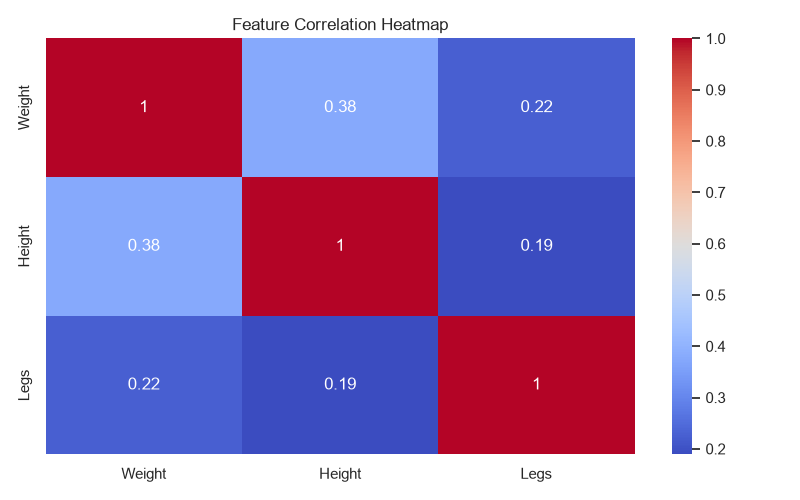 Feature Correlation Heatmap
Weight 1 0.38 0.22
Height 0.38 1 0.19
Legs 0.22 0.19 1
Weight Height Legs
1.0
0.9
0.8
0.7
0.6
0.5
0.4
0.3
0.2